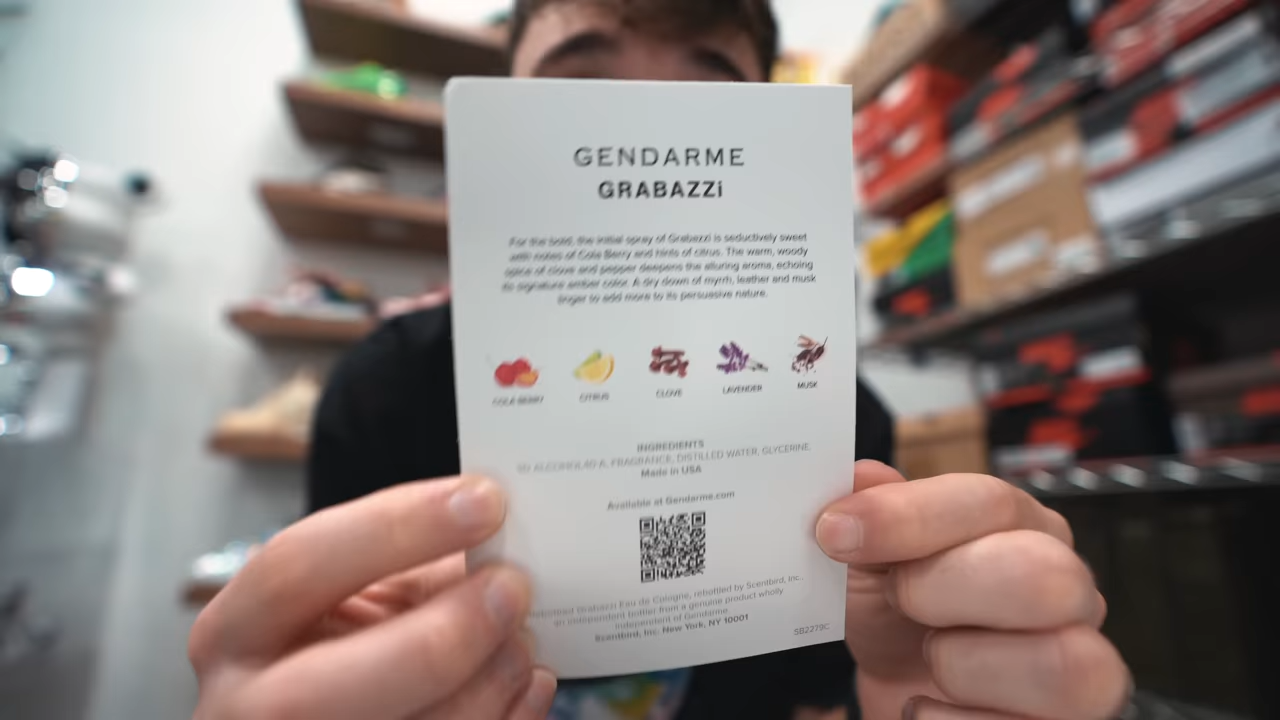 GENDARME
GRABAZZi
For the bold, the initial spray of Grabazzi is seductively sweet
with notes of Cola Berry and hints of citrus. The warm, woody
spice of clove and pepper deepens the alluring aroma, echoing
its signature amber color. A dry down of myrrh, leather and musk
linger to add more to its persuasive nature.
COLA BERRY
CITRUS
CLOVE
LAVENDER
MUSK
INGREDIENTS
SD ALCOHOL40 A, FRAGRANCE, DISTILLED WATER, GLYCERINE
Made in USA
Available at Gendarme.com
Grabazzi Eau de Cologne, rebottled by Scentbird, Inc.,
an independent bottler from a genuine product wholly
independent of Gendarme.
Scentbird, Inc. New York, NY 10001
SB2279C